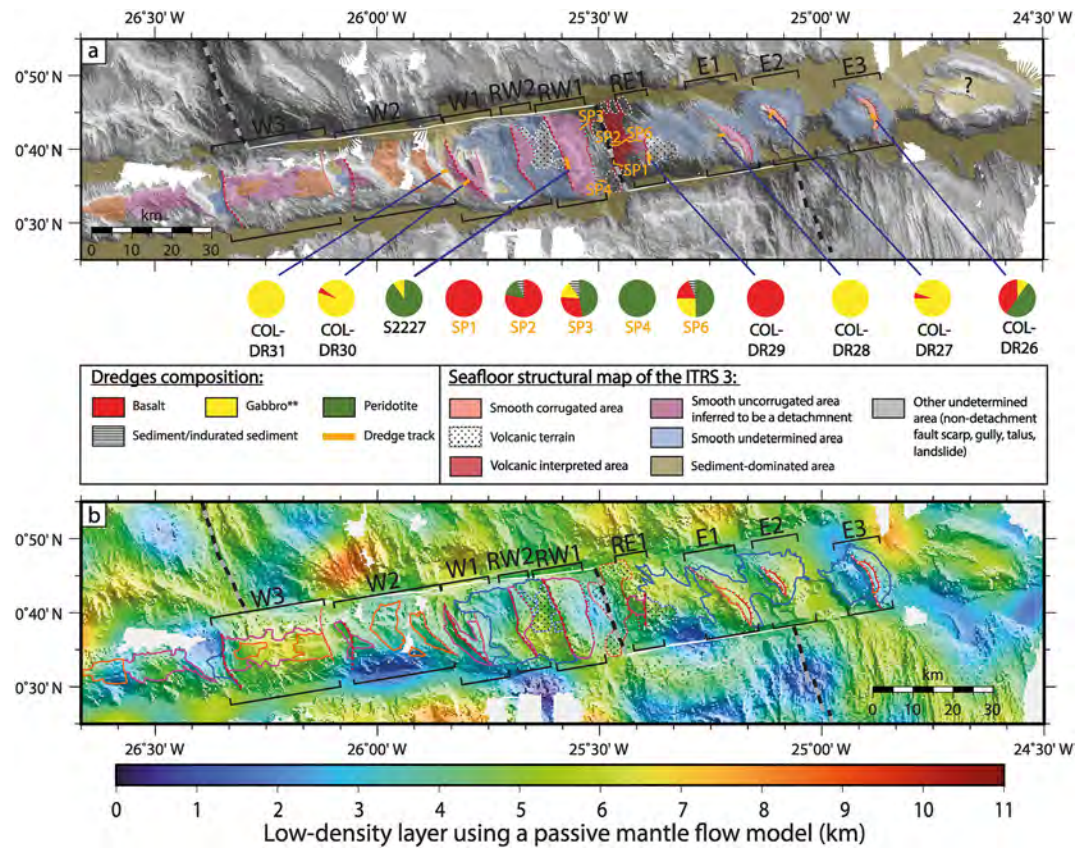 26°30' W 26°00' W 25°30' W 25°00' W 24°30' W
a
0°50' N
0°40' N
0°30' N
W3 W2 W1 RW2 RW1 RE1 E1 E2 E3 ?
SP3 SP2 SP6 SP1 SP4
km
0 10 20 30
COL-DR31 COL-DR30 S2227 SP1 SP2 SP3 SP4 SP6 COL-DR29 COL-DR28 COL-DR27 COL-DR26
Dredges composition:
Basalt Gabbro** Peridotite
Sediment/indurated sediment Dredge track
Seafloor structural map of the ITRS 3:
Smooth corrugated area
Volcanic terrain
Volcanic interpreted area
Smooth uncorrugated area
inferred to be a detachmnent
Smooth undetermined area
Sediment-dominated area
Other undetermined
area (non-detachment
fault scarp, gully, talus,
landslide)
b
0°50' N
0°40' N
0°30' N
W3 W2 W1 RW2 RW1 RE1 E1 E2 E3
km
0 10 20 30
26°30' W 26°00' W 25°30' W 25°00' W 24°30' W
0 1 2 3 4 5 6 7 8 9 10 11
Low-density layer using a passive mantle flow model (km)